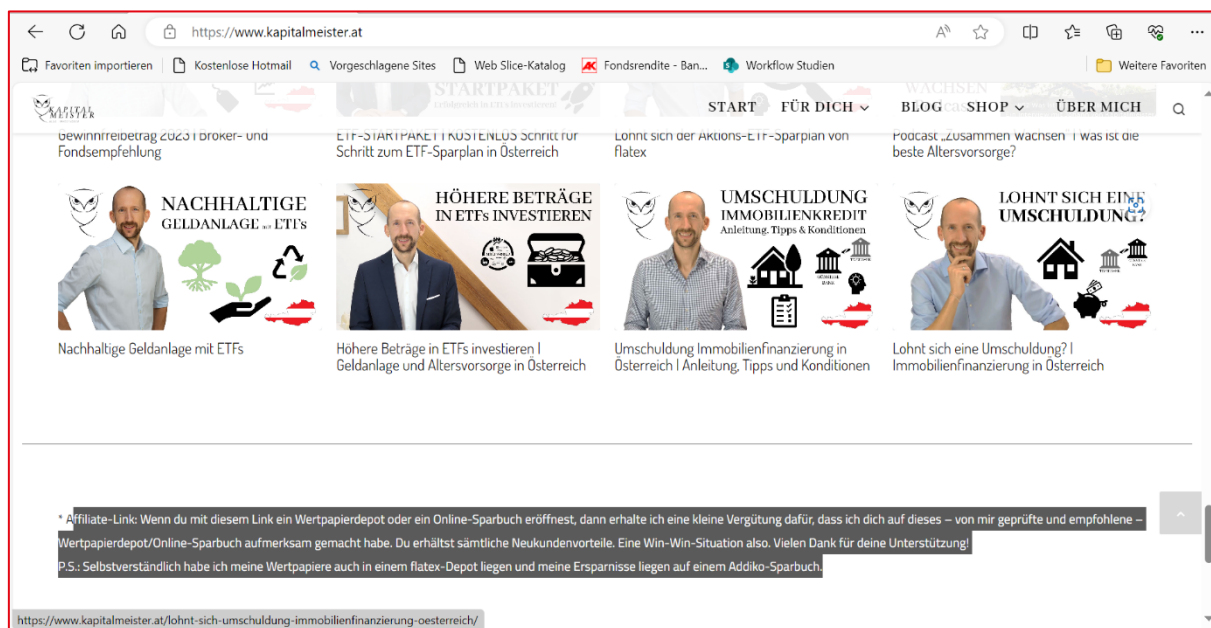 https://www.kapitalmeister.at
Favoriten importieren
Kostenlose Hotmail
Vorgeschlagene Sites
Web Slice-Katalog
Fondsrendite - Ban...
Workflow Studien
Weitere Favoriten
KAPITAL
MEISTER
START
FÜR DICH
BLOG
SHOP
ÜBER MICH
STARTPAKET
WACHSEN
Gewinnfreibetrag 2023 | Broker- und
Fondsempfehlung
ETF-STARTPAKET | KOSTENLOS Schritt für
Schritt zum ETF-Sparplan in Österreich
Lohnt sich der Aktions-ETF-Sparplan von
flatex
Podcast „Zusammen Wachsen" | Was ist die
beste Altersvorsorge?
NACHHALTIGE
GELDANLAGE MIT ETFs
HÖHERE BETRÄGE
IN ETFs INVESTIEREN
UMSCHULDUNG
IMMOBILIENKREDIT
Anleitung, Tipps & Konditionen
LOHNT SICH EINE
UMSCHULDUNG?
Nachhaltige Geldanlage mit ETFs
Höhere Beträge in ETFs investieren |
Geldanlage und Altersvorsorge in Österreich
Umschuldung Immobilienfinanzierung in
Österreich | Anleitung, Tipps und Konditionen
Lohnt sich eine Umschuldung? |
Immobilienfinanzierung in Österreich
* Affiliate-Link: Wenn du mit diesem Link ein Wertpapierdepot oder ein Online-Sparbuch eröffnest, dann erhalte ich eine kleine Vergütung dafür, dass ich dich auf dieses – von mir geprüfte und empfohlene –
Wertpapierdepot/Online-Sparbuch aufmerksam gemacht habe. Du erhältst sämtliche Neukundenvorteile. Eine Win-Win-Situation also. Vielen Dank für deine Unterstützung!
P.S.: Selbstverständlich habe ich meine Wertpapiere auch in einem flatex-Depot liegen und meine Ersparnisse liegen auf einem Addiko-Sparbuch.
https://www.kapitalmeister.at/lohnt-sich-umschuldung-immobilienfinanzierung-oesterreich/